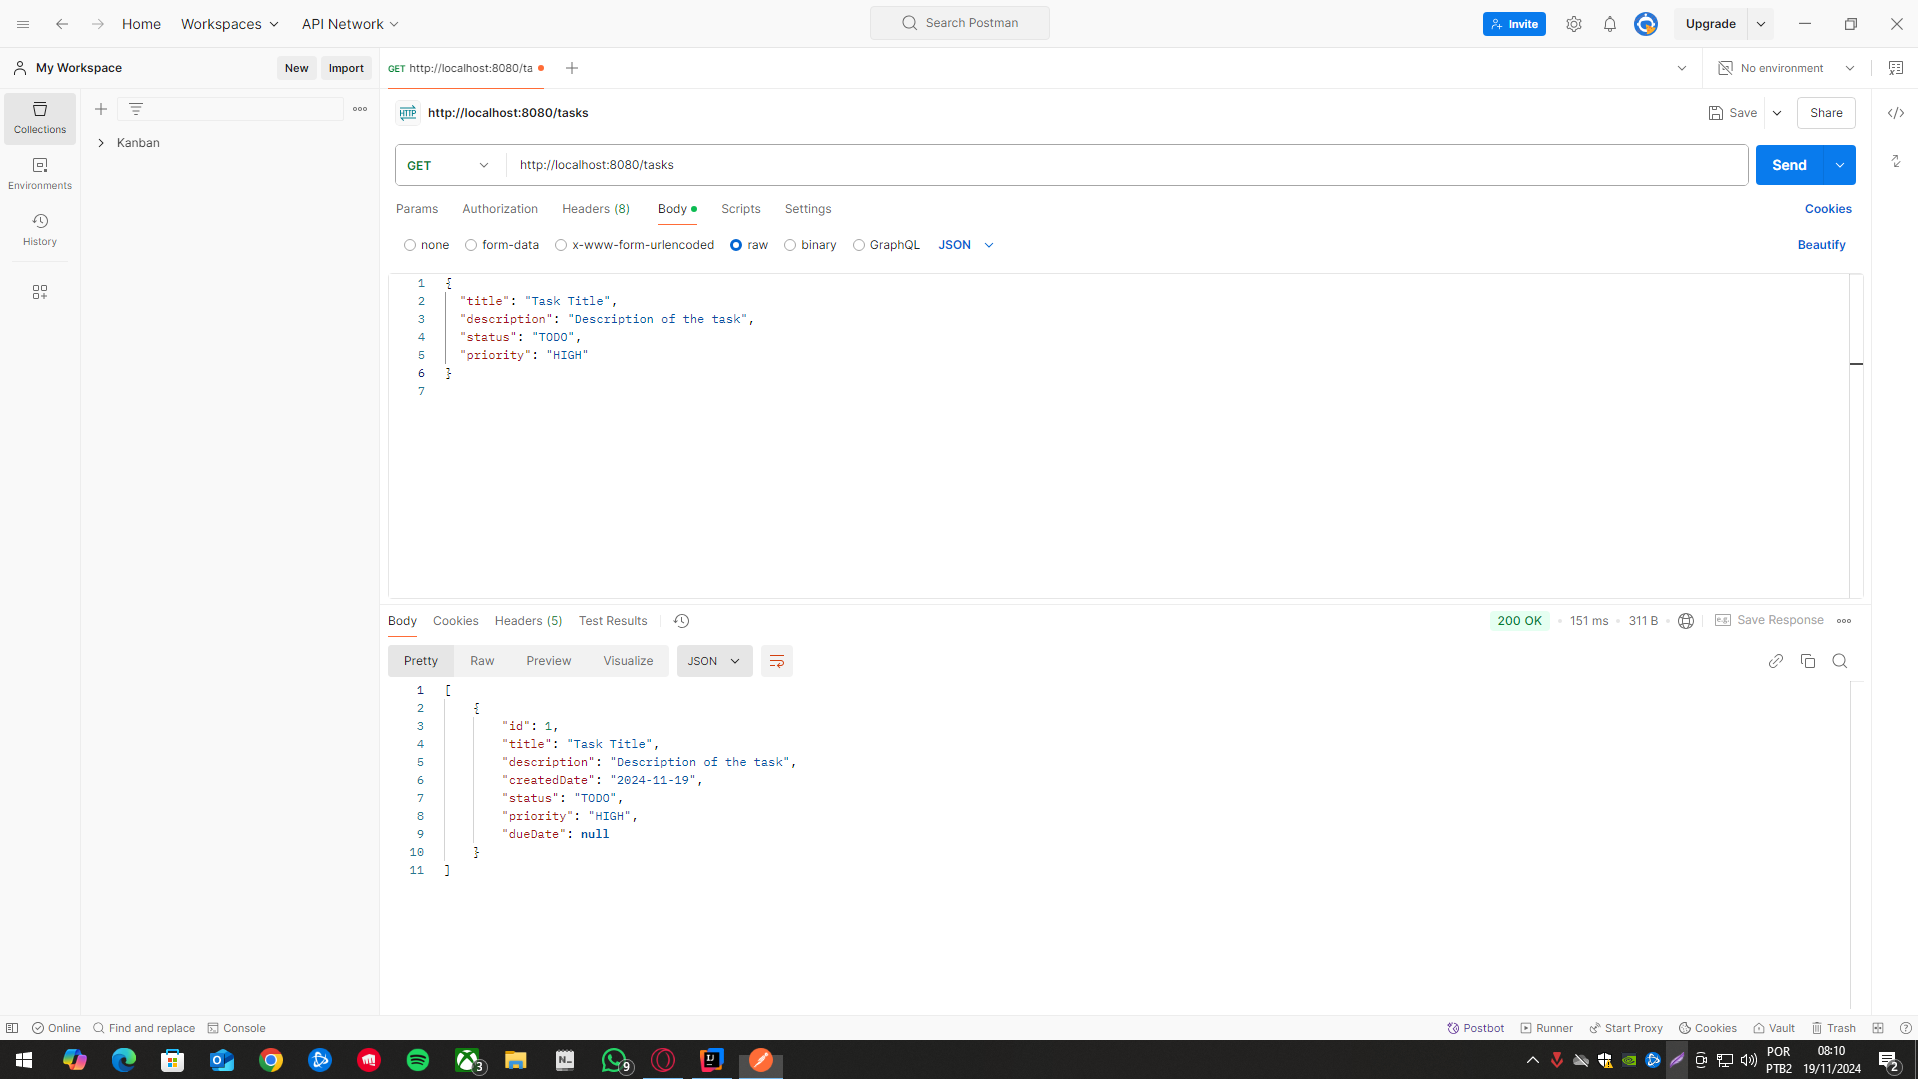 Home Workspaces API Network Search Postman Invite Upgrade
My Workspace New Import GET http://localhost:8080/ta No environment
Collections
Kanban
Environments
History
HTTP http://localhost:8080/tasks Save Share
GET http://localhost:8080/tasks Send
Params Authorization Headers (8) Body Scripts Settings Cookies
none form-data x-www-form-urlencoded raw binary GraphQL JSON Beautify
1 {
2 "title": "Task Title",
3 "description": "Description of the task",
4 "status": "TODO",
5 "priority": "HIGH"
6 }
7
Body Cookies Headers (5) Test Results 200 OK 151 ms 311 B e.g. Save Response
Pretty Raw Preview Visualize JSON
1 [
2 {
3 "id": 1,
4 "title": "Task Title",
5 "description": "Description of the task",
6 "createdDate": "2024-11-19",
7 "status": "TODO",
8 "priority": "HIGH",
9 "dueDate": null
10 }
11 ]
Online Find and replace Console Postbot Runner Start Proxy Cookies Vault Trash
3 N 9 IJ POR 08:10
PTB2 19/11/2024 2